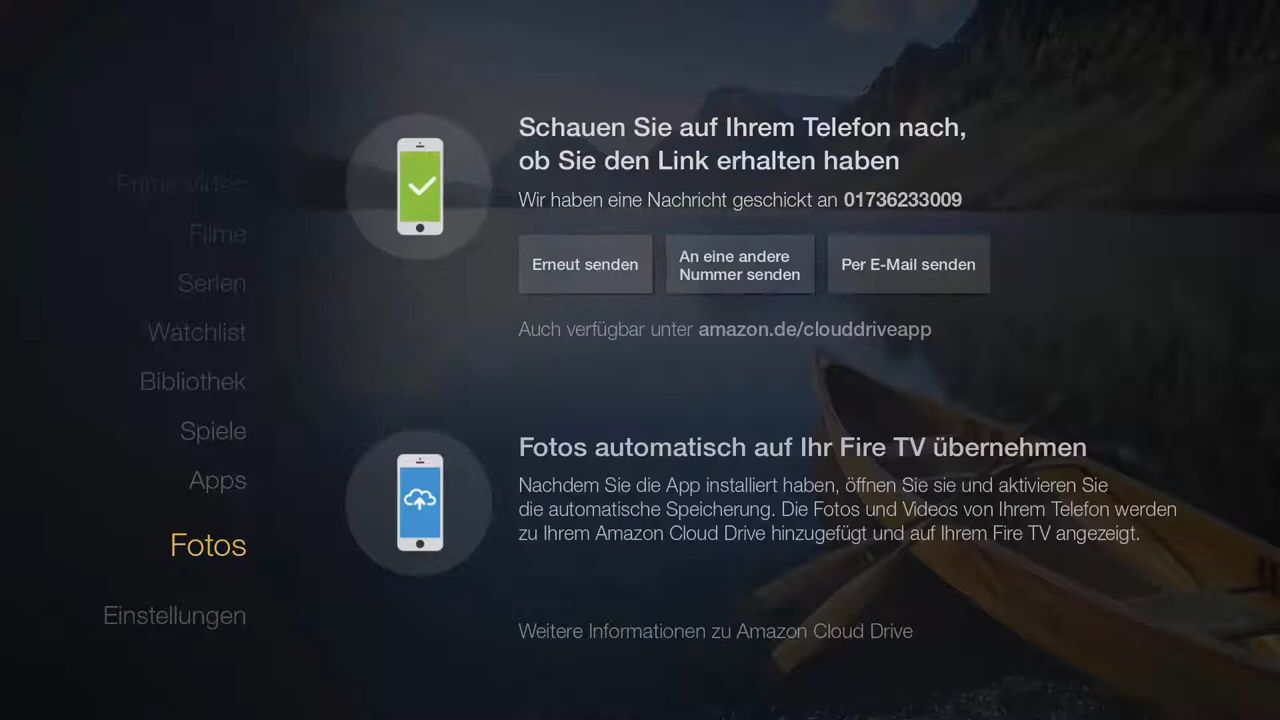 Prime Video
Filme
Serien
Watchlist
Bibliothek
Spiele
Apps
Fotos
Einstellungen
Schauen Sie auf Ihrem Telefon nach,
ob Sie den Link erhalten haben
Wir haben eine Nachricht geschickt an 01736233009
Erneut senden
An eine andere
Nummer senden
Per E-Mail senden
Auch verfügbar unter amazon.de/clouddriveapp
Fotos automatisch auf Ihr Fire TV übernehmen
Nachdem Sie die App installiert haben, öffnen Sie sie und aktivieren Sie
die automatische Speicherung. Die Fotos und Videos von Ihrem Telefon werden
zu Ihrem Amazon Cloud Drive hinzugefügt und auf Ihrem Fire TV angezeigt.
Weitere Informationen zu Amazon Cloud Drive